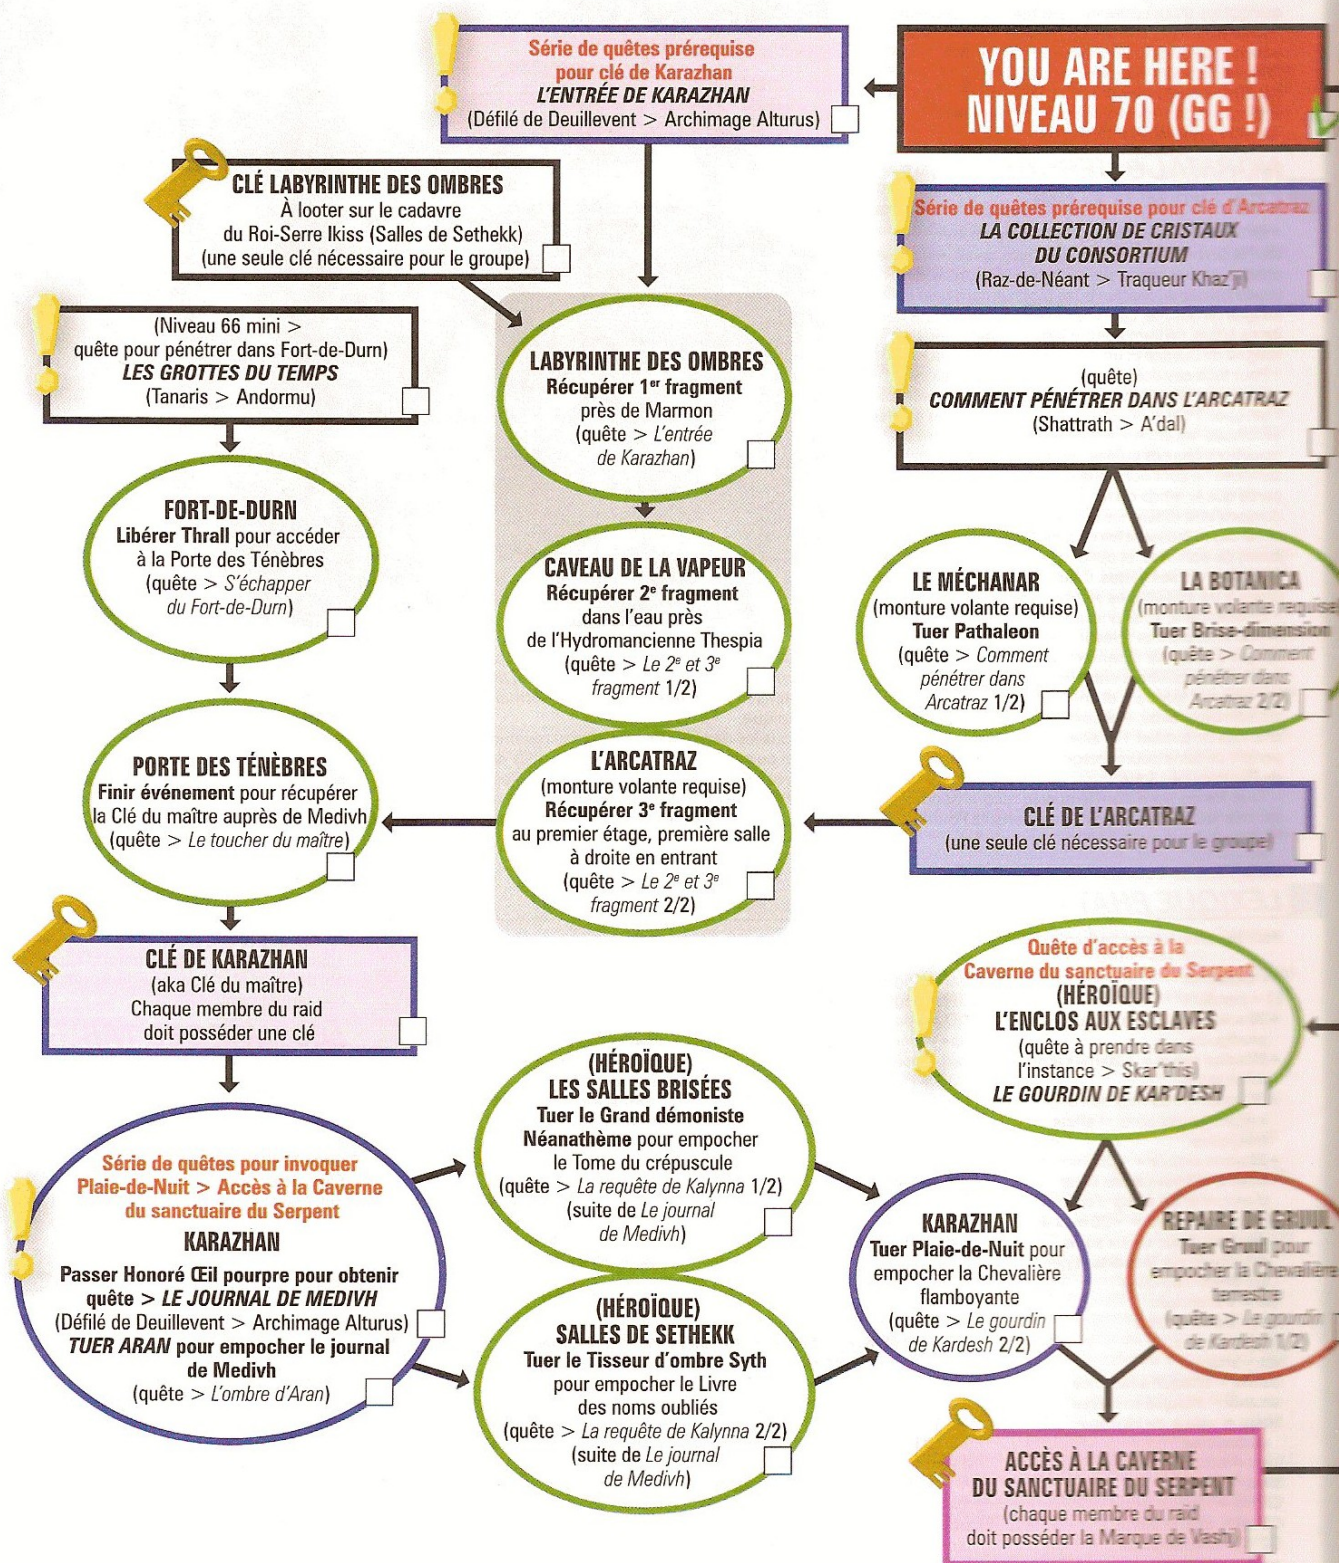 Série de quêtes prérequise
pour clé de Karazhan
L'ENTRÉE DE KARAZHAN
(Défilé de Deuillevent > Archimage Alturus)
YOU ARE HERE !
NIVEAU 70 (GG !)
CLÉ LABYRINTHE DES OMBRES
À looter sur le cadavre
du Roi-Serre Ikiss (Salles de Sethekk)
(une seule clé nécessaire pour le groupe)
Série de quêtes prérequise pour clé d'Arcatraz
LA COLLECTION DE CRISTAUX
DU CONSORTIUM
(Raz-de-Néant > Traqueur Khaz'ji)
(Niveau 66 mini >
quête pour pénétrer dans Fort-de-Durn)
LES GROTTES DU TEMPS
(Tanaris > Andormu)
LABYRINTHE DES OMBRES
Récupérer 1er fragment
près de Marmon
(quête > L'entrée
de Karazhan)
(quête)
COMMENT PÉNÉTRER DANS L'ARCATRAZ
(Shattrath > A'dal)
FORT-DE-DURN
Libérer Thrall pour accéder
à la Porte des Ténèbres
(quête > S'échapper
du Fort-de-Durn)
CAVEAU DE LA VAPEUR
Récupérer 2e fragment
dans l'eau près
de l'Hydromancienne Thespia
(quête > Le 2e et 3e
fragment 1/2)
LE MÉCHANAR
(monture volante requise)
Tuer Pathaleon
(quête > Comment
pénétrer dans
Arcatraz 1/2)
LA BOTANICA
(monture volante requise
Tuer Brise-dimension
(quête > Comment
pénétrer dans
Arcatraz 2/2)
PORTE DES TÉNÈBRES
Finir événement pour récupérer
la Clé du maître auprès de Medivh
(quête > Le toucher du maître)
L'ARCATRAZ
(monture volante requise)
Récupérer 3e fragment
au premier étage, première salle
à droite en entrant
(quête > Le 2e et 3e
fragment 2/2)
CLÉ DE L'ARCATRAZ
(une seule clé nécessaire pour le groupe)
CLÉ DE KARAZHAN
(aka Clé du maître)
Chaque membre du raid
doit posséder une clé
Quête d'accès à la
Caverne du sanctuaire du Serpent
(HÉROÏQUE)
L'ENCLOS AUX ESCLAVES
(quête à prendre dans
l'instance > Skar'this)
LE GOURDIN DE KAR'DESH
Série de quêtes pour invoquer
Plaie-de-Nuit > Accès à la Caverne
du sanctuaire du Serpent
KARAZHAN
Passer Honoré Œil pourpre pour obtenir
quête > LE JOURNAL DE MEDIVH
(Défilé de Deuillevent > Archimage Alturus)
TUER ARAN pour empocher le journal
de Medivh
(quête > L'ombre d'Aran)
(HÉROÏQUE)
LES SALLES BRISÉES
Tuer le Grand démoniste
Néanathème pour empocher
le Tome du crépuscule
(quête > La requête de Kalynna 1/2)
(suite de Le journal
de Medivh)
(HÉROÏQUE)
SALLES DE SETHEKK
Tuer le Tisseur d'ombre Syth
pour empocher le Livre
des noms oubliés
(quête > La requête de Kalynna 2/2)
(suite de Le journal
de Medivh)
KARAZHAN
Tuer Plaie-de-Nuit pour
empocher la Chevalière
flamboyante
(quête > Le gourdin
de Kardesh 2/2)
REPAIRE DE GRUUL
Tuer Gruul pour
empocher la Chevalière
terrestre
(quête > Le gourdin
de Kardesh 1/2)
ACCÈS À LA CAVERNE
DU SANCTUAIRE DU SERPENT
(chaque membre du raid
doit posséder la Marque de Vashj)